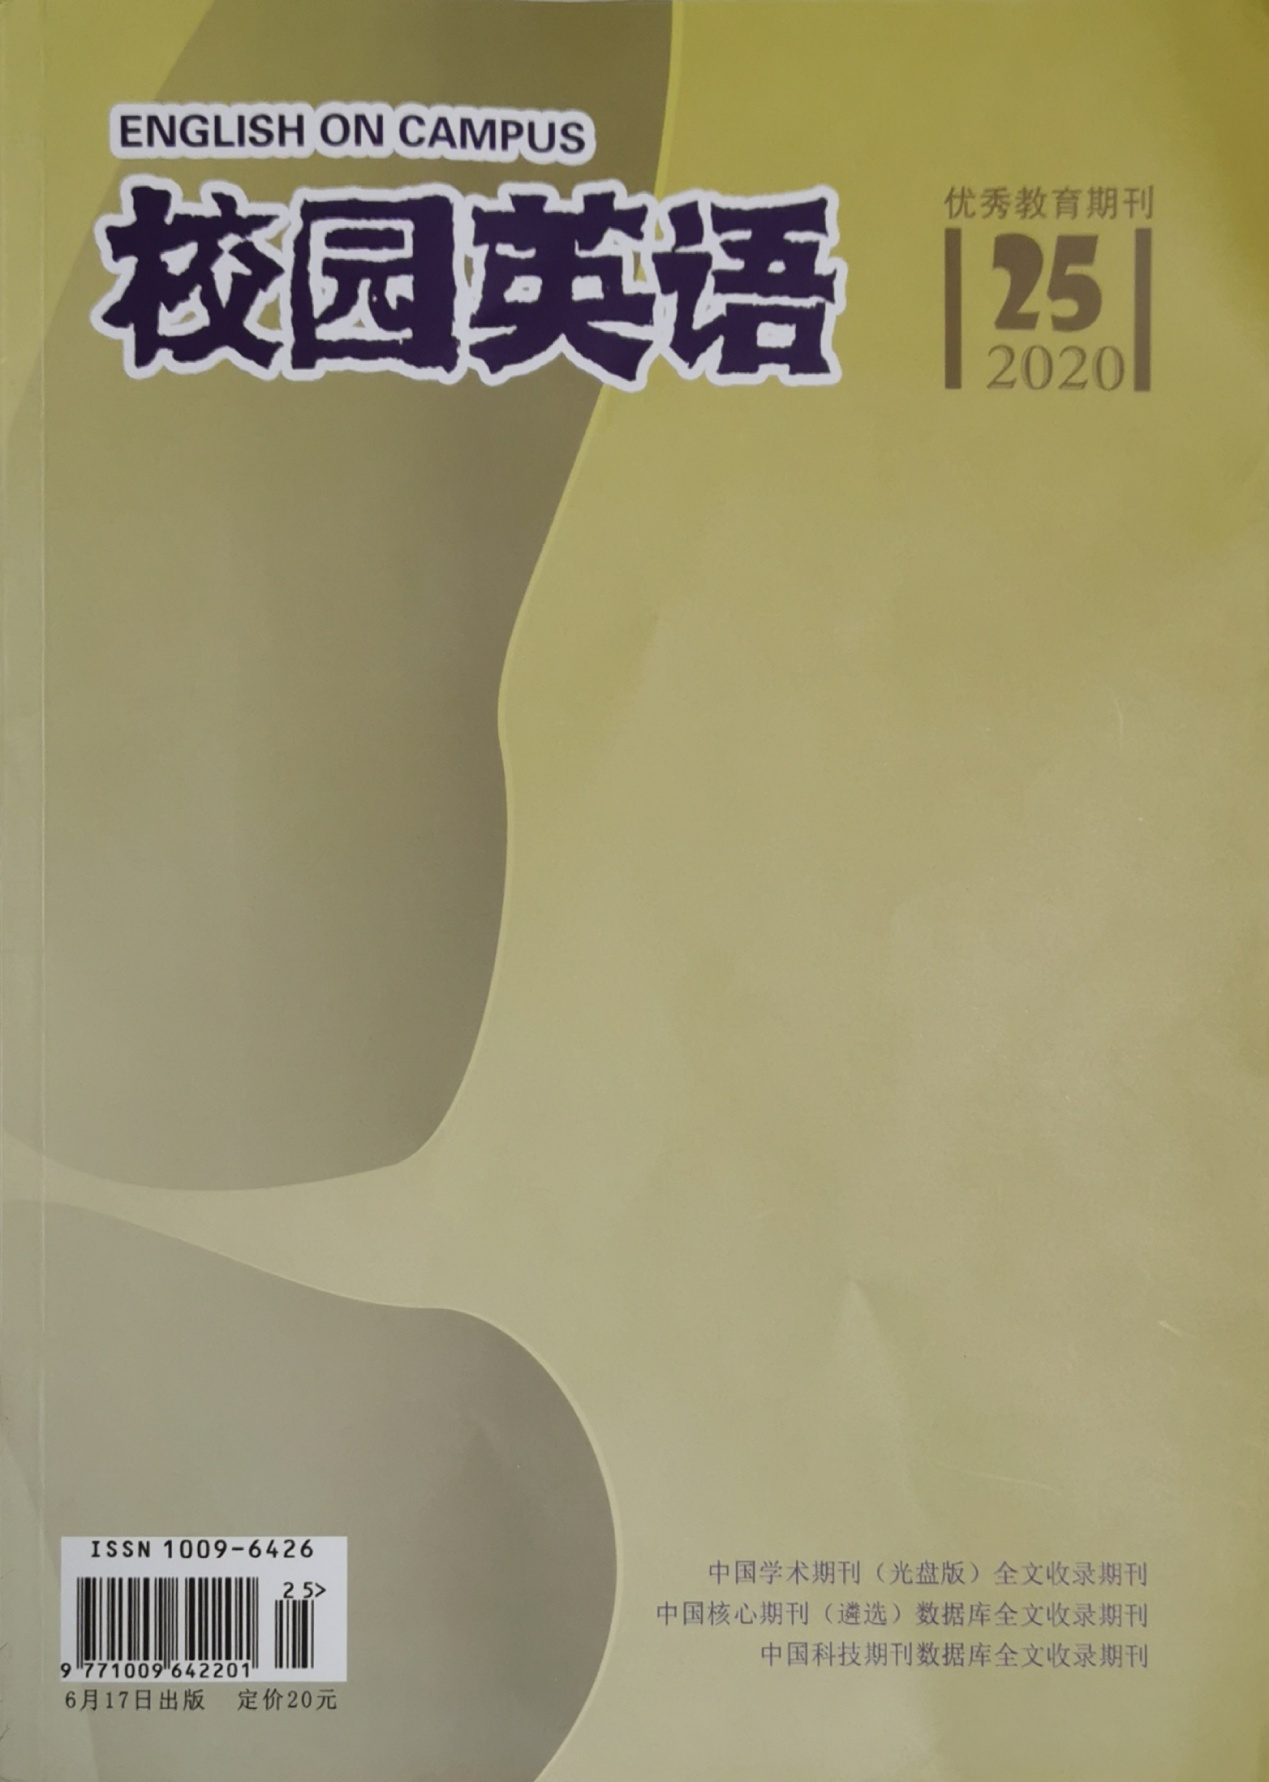 ENGLISH ON CAMPUS
校园英语
优秀教育期刊
25
2020
ISSN 1009-6426
25>
9 771009 642201
6月17日出版 定价20元
中国学术期刊（光盘版）全文收录期刊
中国核心期刊（遴选）数据库全文收录期刊
中国科技期刊数据库全文收录期刊